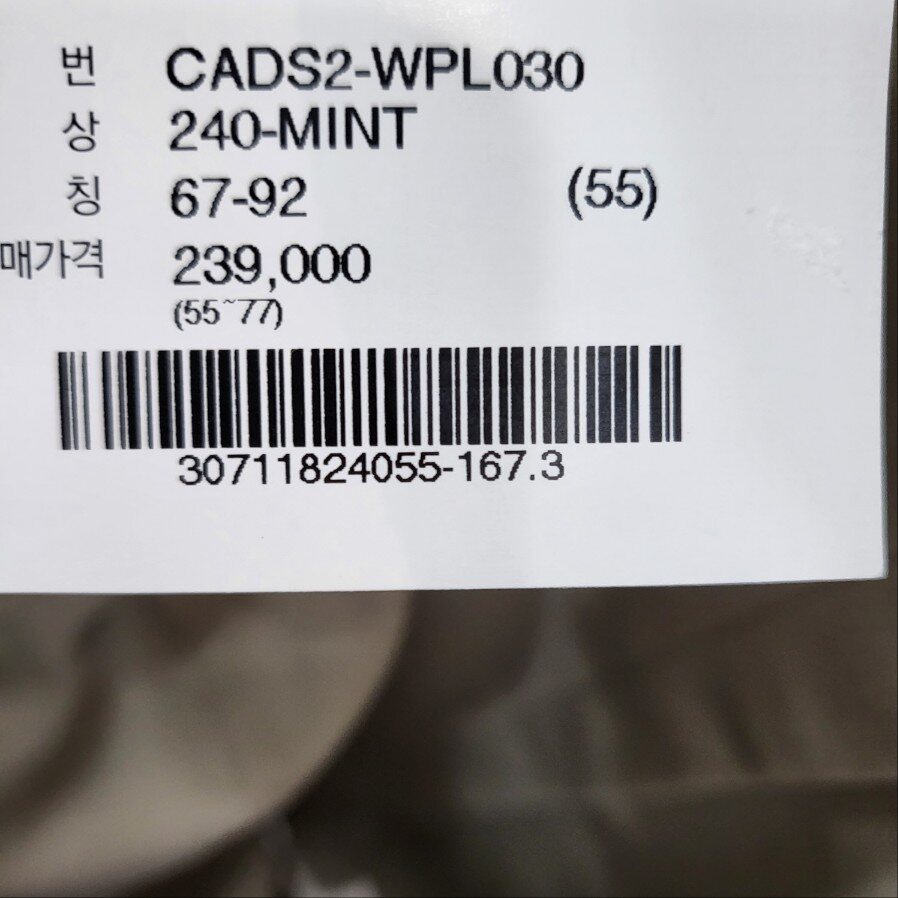 번 CADS2-WPL030
상 240-MINT
칭 67-92 (55)
매가격 239,000
(55~77)
30711824055-167.3